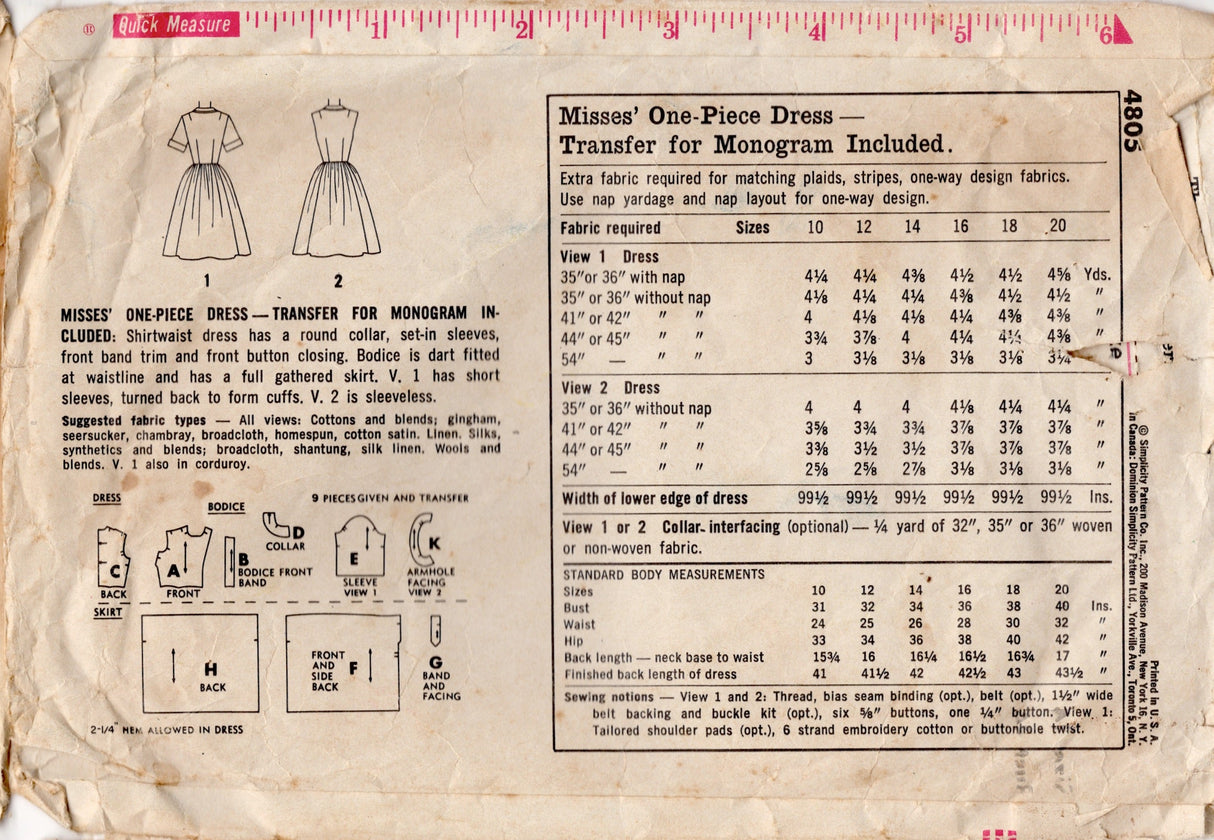 ® Quick Measure 1 2 3 4 5 6
1 2
MISSES' ONE-PIECE DRESS — TRANSFER FOR MONOGRAM IN-
CLUDED: Shirtwaist dress has a round collar, set-in sleeves,
front band trim and front button closing. Bodice is dart fitted
at waistline and has a full gathered skirt. V. 1 has short
sleeves, turned back to form cuffs. V. 2 is sleeveless.
Suggested fabric types — All views: Cottons and blends; gingham,
seersucker, chambray, broadcloth, homespun, cotton satin. Linen. Silks,
synthetics and blends; broadcloth, shantung, silk linen. Wools and
blends. V. 1 also in corduroy.
DRESS
9 PIECES GIVEN AND TRANSFER
BODICE
C
BACK
A
FRONT
B
BODICE FRONT
BAND
D
COLLAR
E
SLEEVE
VIEW 1
K
ARMHOLE
FACING
VIEW 2
SKIRT
H
BACK
FRONT
AND
SIDE
BACK
F
G
BAND
AND
FACING
2-1/4" HEM ALLOWED IN DRESS
Misses' One-Piece Dress —
Transfer for Monogram Included.
Extra fabric required for matching plaids, stripes, one-way design fabrics.
Use nap yardage and nap layout for one-way design.
Fabric required Sizes 10 12 14 16 18 20
View 1 Dress
35" or 36" with nap 4¼ 4¼ 4⅜ 4½ 4½ 4⅝ Yds.
35" or 36" without nap 4⅛ 4¼ 4¼ 4⅜ 4½ 4½ "
41" or 42" " " 4 4⅛ 4⅛ 4¼ 4⅜ 4⅜ "
44" or 45" " " 3¾ 3⅞ 4 4¼ 4⅜ "
54" — " " 3 3⅛ 3⅛ 3⅛ 3⅛ 3¼
View 2 Dress
35" or 36" without nap 4 4 4 4⅛ 4¼ 4¼ "
41" or 42" " " 3⅝ 3¾ 3¾ 3⅞ 3⅞ 3⅞ "
44" or 45" " " 3⅜ 3½ 3½ 3⅞ 3⅞ 3⅞ "
54" — " " 2⅝ 2⅝ 2⅞ 3⅛ 3⅛ 3⅛ "
Width of lower edge of dress 99½ 99½ 99½ 99½ 99½ 99½ Ins.
View 1 or 2 Collar- interfacing (optional) — ¼ yard of 32", 35" or 36" woven
or non-woven fabric.
STANDARD BODY MEASUREMENTS
Sizes 10 12 14 16 18 20
Bust 31 32 34 36 38 40 Ins.
Waist 24 25 26 28 30 32 "
Hip 33 34 36 38 40 42 "
Back length — neck base to waist 15¾ 16 16¼ 16½ 16¾ 17 "
Finished back length of dress 41 41½ 42 42½ 43 43½ "
Sewing notions — View 1 and 2: Thread, bias seam binding (opt.), belt (opt.), 1½" wide
belt backing and buckle kit (opt.), six ⅝" buttons, one ¼" button. View 1:
Tailored shoulder pads (opt.), 6 strand embroidery cotton or buttonhole twist.
4805
Printed in U. S. A.
© Simplicity Pattern Co. Inc., 200 Madison Avenue, New York 16, N. Y.
in Canada: Dominion Simplicity Pattern Ltd., Yorkville Ave., Toronto 5, Ont.